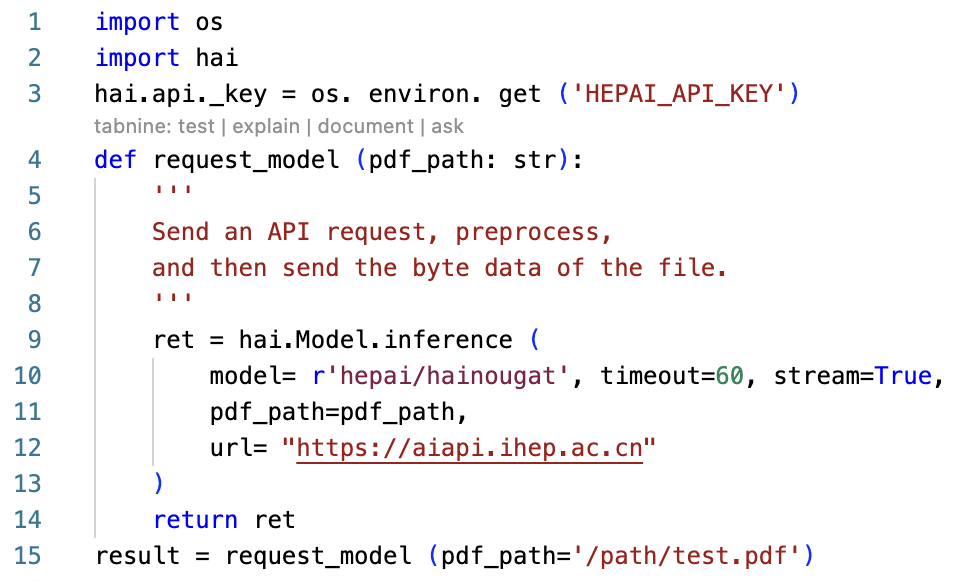 1 import os
2 import hai
3 hai.api._key = os. environ. get ('HEPAI_API_KEY')
tabnine: test | explain | document | ask
4 def request_model (pdf_path: str):
5     '''
6     Send an API request, preprocess,
7     and then send the byte data of the file.
8     '''
9     ret = hai.Model.inference (
10         model= r'hepai/hainougat', timeout=60, stream=True,
11         pdf_path=pdf_path,
12         url= "https://aiapi.ihep.ac.cn"
13     )
14     return ret
15 result = request_model (pdf_path='/path/test.pdf')